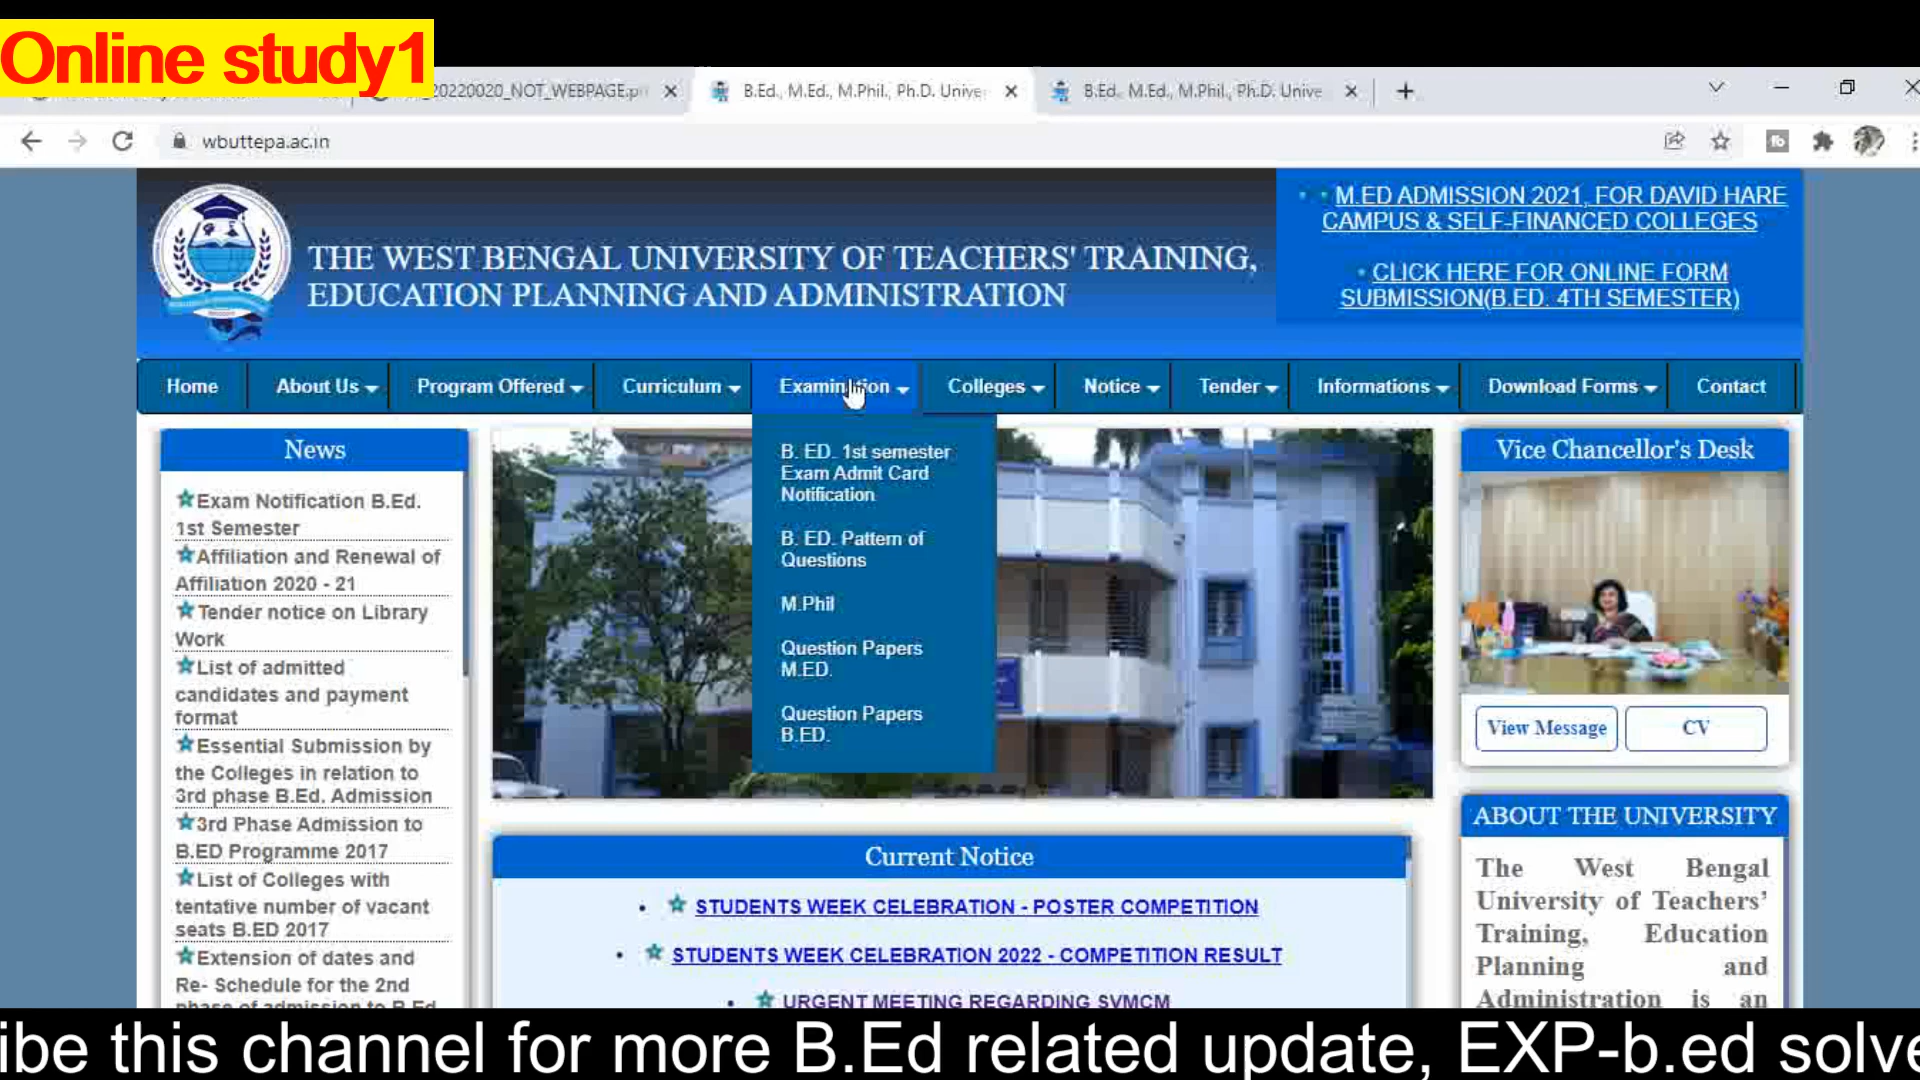 Online study1
20220020_NOT_WEBPAGE.p
B.Ed., M.Ed., M.Phil., Ph.D. Unive
B.Ed., M.Ed., M.Phil., Ph.D. Unive
wbuttepa.ac.in
M.ED ADMISSION 2021, FOR DAVID HARE
CAMPUS & SELF-FINANCED COLLEGES
CLICK HERE FOR ONLINE FORM
SUBMISSION(B.ED. 4TH SEMESTER)
THE WEST BENGAL UNIVERSITY OF TEACHERS' TRAINING,
EDUCATION PLANNING AND ADMINISTRATION
Home About Us Program Offered Curriculum Examination Colleges Notice Tender Informations Download Forms Contact
B. ED. 1st semester
Exam Admit Card
Notification
B. ED. Pattern of
Questions
M.Phil
Question Papers
M.ED.
Question Papers
B.ED.
News
Exam Notification B.Ed.
1st Semester
Affiliation and Renewal of
Affiliation 2020 - 21
Tender notice on Library
Work
List of admitted
candidates and payment
format
Essential Submission by
the Colleges in relation to
3rd phase B.Ed. Admission
3rd Phase Admission to
B.ED Programme 2017
List of Colleges with
tentative number of vacant
seats B.ED 2017
Extension of dates and
Re- Schedule for the 2nd
phase of admission to B.Ed
Current Notice
STUDENTS WEEK CELEBRATION - POSTER COMPETITION
STUDENTS WEEK CELEBRATION 2022 - COMPETITION RESULT
URGENT MEETING REGARDING SVMCM
Vice Chancellor's Desk
View Message CV
ABOUT THE UNIVERSITY
The West Bengal
University of Teachers'
Training, Education
Planning and
Administration is an
ibe this channel for more B.Ed related update, EXP-b.ed solve